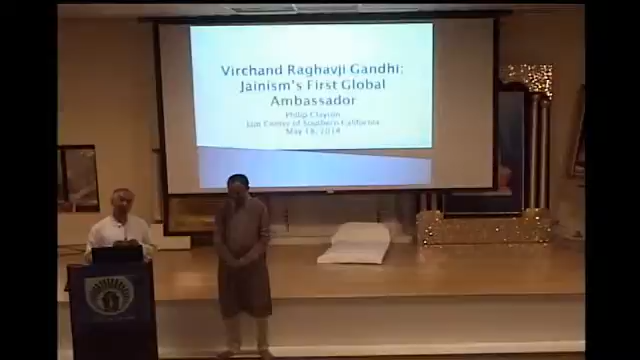 Virchand Raghavji Gandhi:
Jainism's First Global
Ambassador
Philip Clayton
Jain Center of Southern California
May 18, 2014